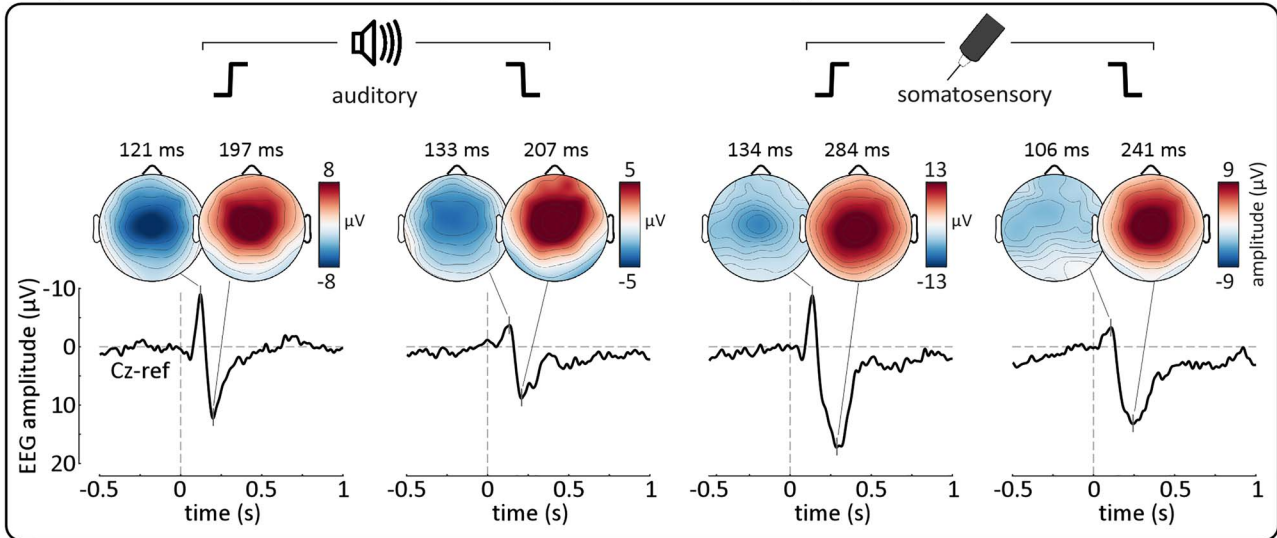 auditory
somatosensory
121 ms 197 ms 133 ms 207 ms 134 ms 284 ms 106 ms 241 ms
8 5 13 9
µV µV µV amplitude (µV)
-8 -5 -13 -9
-10
0
10
20
EEG amplitude (µV)
Cz-ref
-0.5 0 0.5 1 -0.5 0 0.5 1 -0.5 0 0.5 1 -0.5 0 0.5 1
time (s) time (s) time (s) time (s)